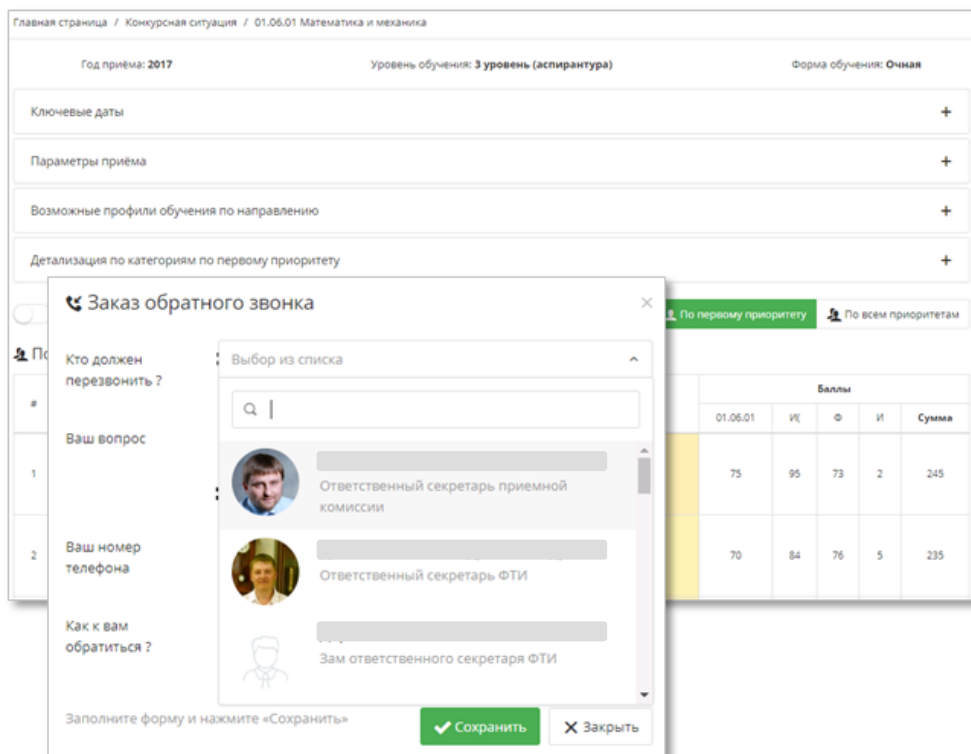 Главная страница / Конкурсная ситуация / 01.06.01 Математика и механика
Год приёма: 2017 Уровень обучения: 3 уровень (аспирантура) Форма обучения: Очная
Ключевые даты +
Параметры приёма +
Возможные профили обучения по направлению +
Детализация по категориям по первому приоритету +
По первому приоритету По всем приоритетам
Заказ обратного звонка ×
Кто должен перезвонить ? :
Выбор из списка
Ваш вопрос :
Ответственный секретарь приемной
комиссии
Ваш номер
телефона
Ответственный секретарь ФТИ
Как к вам
обратиться ?
Зам ответственного секретаря ФТИ
Заполните форму и нажмите «Сохранить» Сохранить Закрыть
# Баллы
01.06.01 И( Ф И Сумма
1 75 95 73 2 245
2 70 84 76 5 235